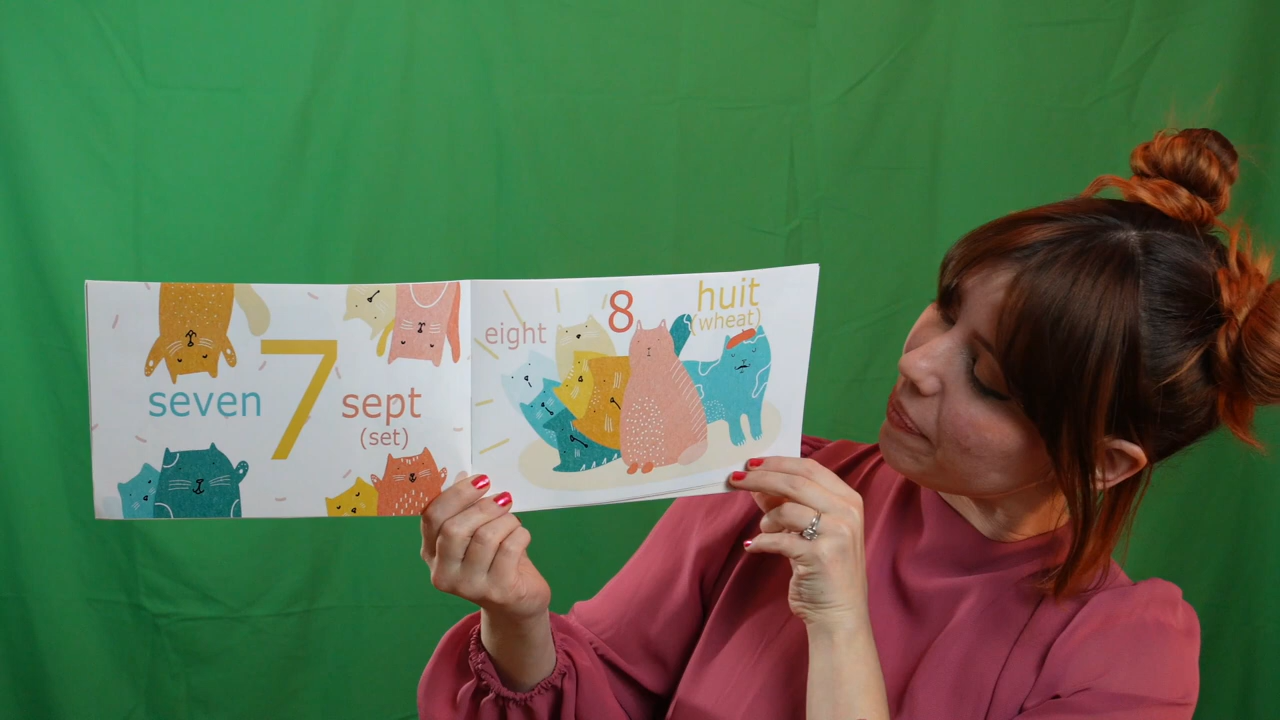 seven
7
sept
(set)
eight
8
huit
(wheat)